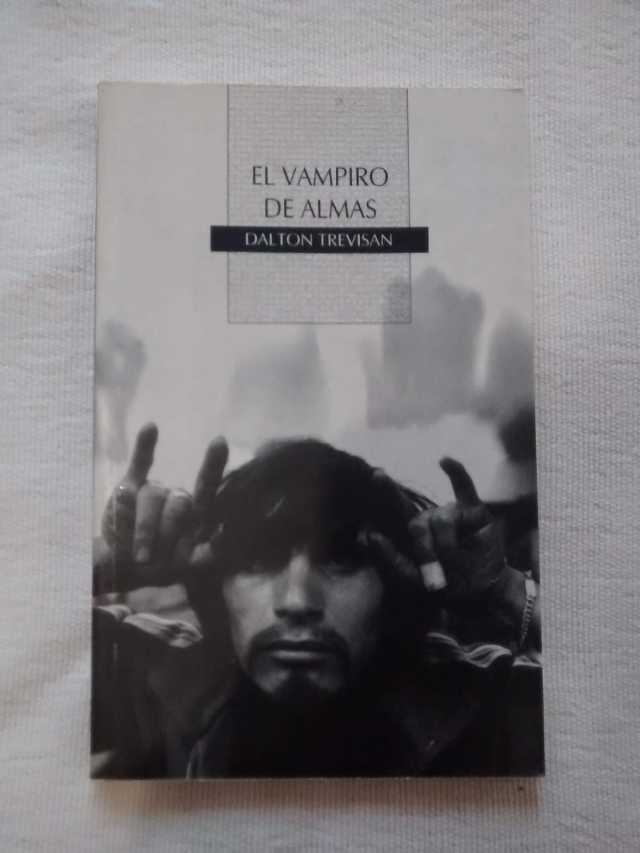 EL VAMPIRO
DE ALMAS
DALTON TREVISAN